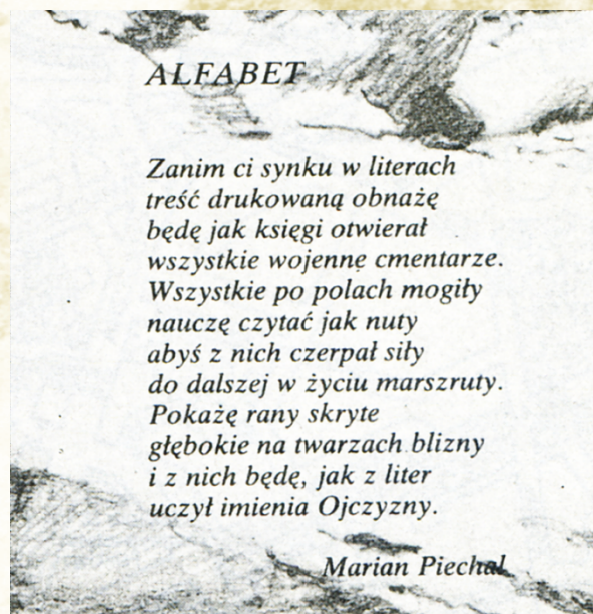 ALFABET
Zanim ci synku w literach
treść drukowaną obnażę
będę jak księgi otwierał
wszystkie wojenne cmentarze.
Wszystkie po polach mogiły
nauczę czytać jak nuty
abyś z nich czerpał siły
do dalszej w życiu marszruty.
Pokażę rany skryte
głębokie na twarzach blizny
i z nich będę, jak z liter
uczył imienia Ojczyzny.
Marian Piechal